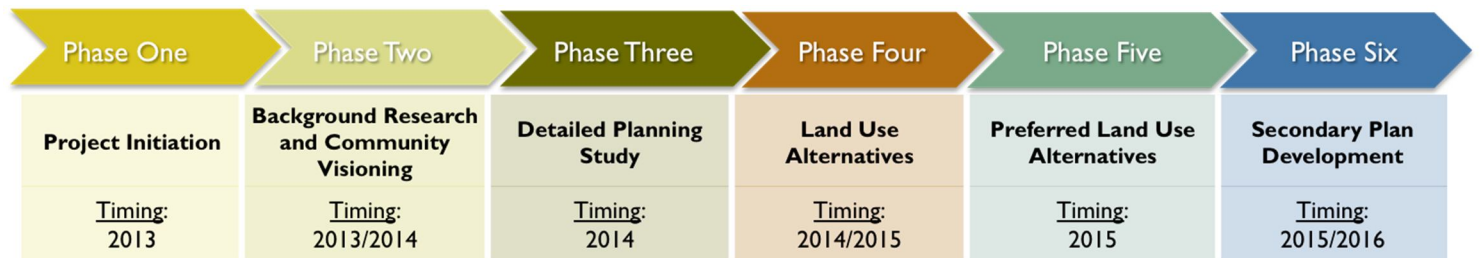 Phase One
Phase Two
Phase Three
Phase Four
Phase Five
Phase Six
Project Initiation
Background Research
and Community
Visioning
Detailed Planning
Study
Land Use
Alternatives
Preferred Land Use
Alternatives
Secondary Plan
Development
Timing:
2013
Timing:
2013/2014
Timing:
2014
Timing:
2014/2015
Timing:
2015
Timing:
2015/2016